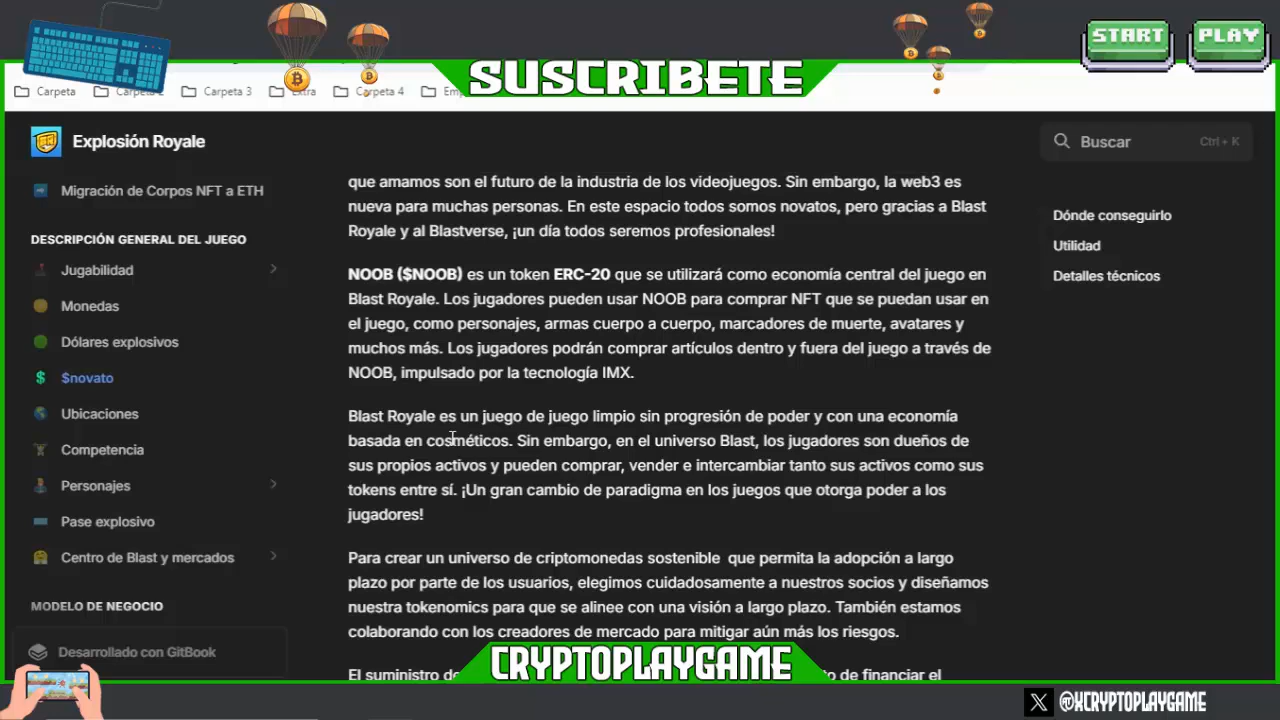 START
PLAY
SUSCRIBETE
Carpeta
Carpeta 2
Carpeta 3
Extra
Carpeta 4
Explosión Royale
Buscar
Ctrl + K
Migración de Corpos NFT a ETH
DESCRIPCIÓN GENERAL DEL JUEGO
Jugabilidad
Monedas
Dólares explosivos
$novato
Ubicaciones
Competencia
Personajes
Pase explosivo
Centro de Blast y mercados
MODELO DE NEGOCIO
Desarrollado con GitBook
que amamos son el futuro de la industria de los videojuegos. Sin embargo, la web3 es
nueva para muchas personas. En este espacio todos somos novatos, pero gracias a Blast
Royale y al Blastverse, ¡un día todos seremos profesionales!
NOOB ($NOOB) es un token ERC-20 que se utilizará como economía central del juego en
Blast Royale. Los jugadores pueden usar NOOB para comprar NFT que se puedan usar en
el juego, como personajes, armas cuerpo a cuerpo, marcadores de muerte, avatares y
muchos más. Los jugadores podrán comprar artículos dentro y fuera del juego a través de
NOOB, impulsado por la tecnología IMX.
Blast Royale es un juego de juego limpio sin progresión de poder y con una economía
basada en cosméticos. Sin embargo, en el universo Blast, los jugadores son dueños de
sus propios activos y pueden comprar, vender e intercambiar tanto sus activos como sus
tokens entre sí. ¡Un gran cambio de paradigma en los juegos que otorga poder a los
jugadores!
Para crear un universo de criptomonedas sostenible que permita la adopción a largo
plazo por parte de los usuarios, elegimos cuidadosamente a nuestros socios y diseñamos
nuestra tokenomics para que se alinee con una visión a largo plazo. También estamos
colaborando con los creadores de mercado para mitigar aún más los riesgos.
El suministro de financiar el
Dónde conseguirlo
Utilidad
Detalles técnicos
CRYPTOPLAYGAME
@XCRYPTOPLAYGAME